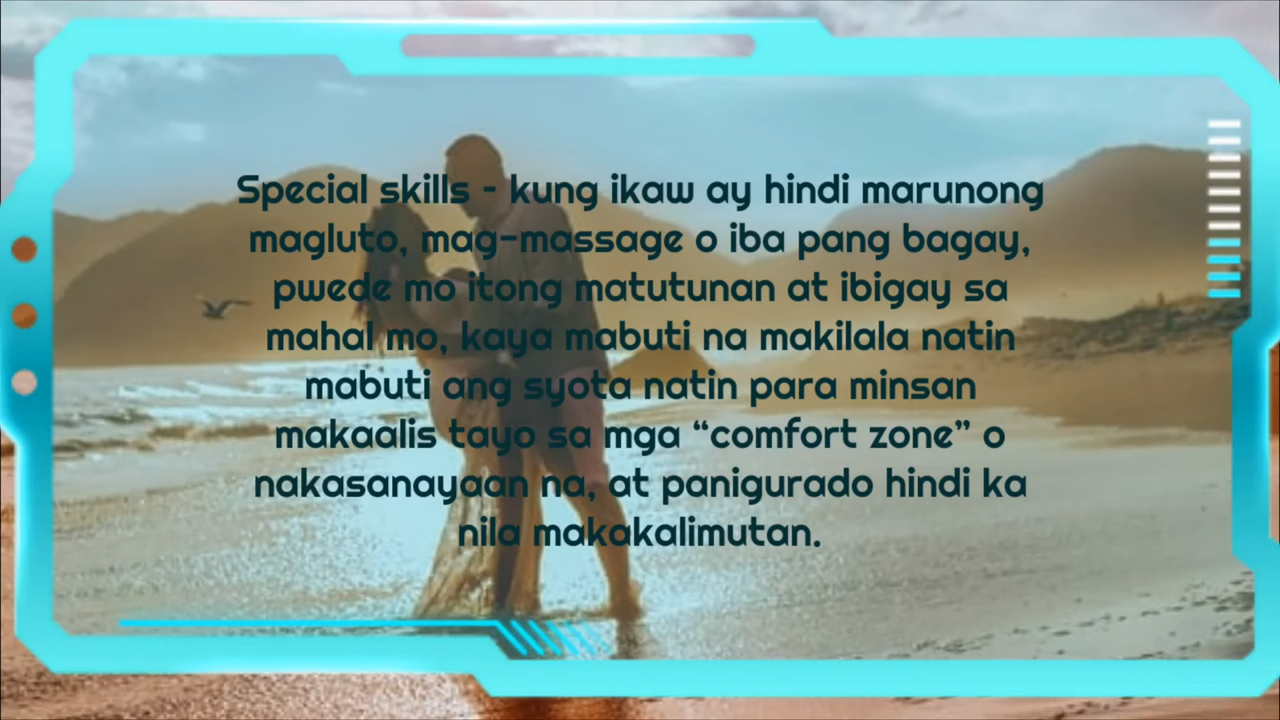 Special skills - kung ikaw ay hindi marunong
magluto, mag-massage o iba pang bagay,
pwede mo itong matutunan at ibigay sa
mahal mo, kaya mabuti na makilala natin
mabuti ang syota natin para minsan
makaalis tayo sa mga “comfort zone” o
nakasanayaan na, at panigurado hindi ka
nila makakalimutan.